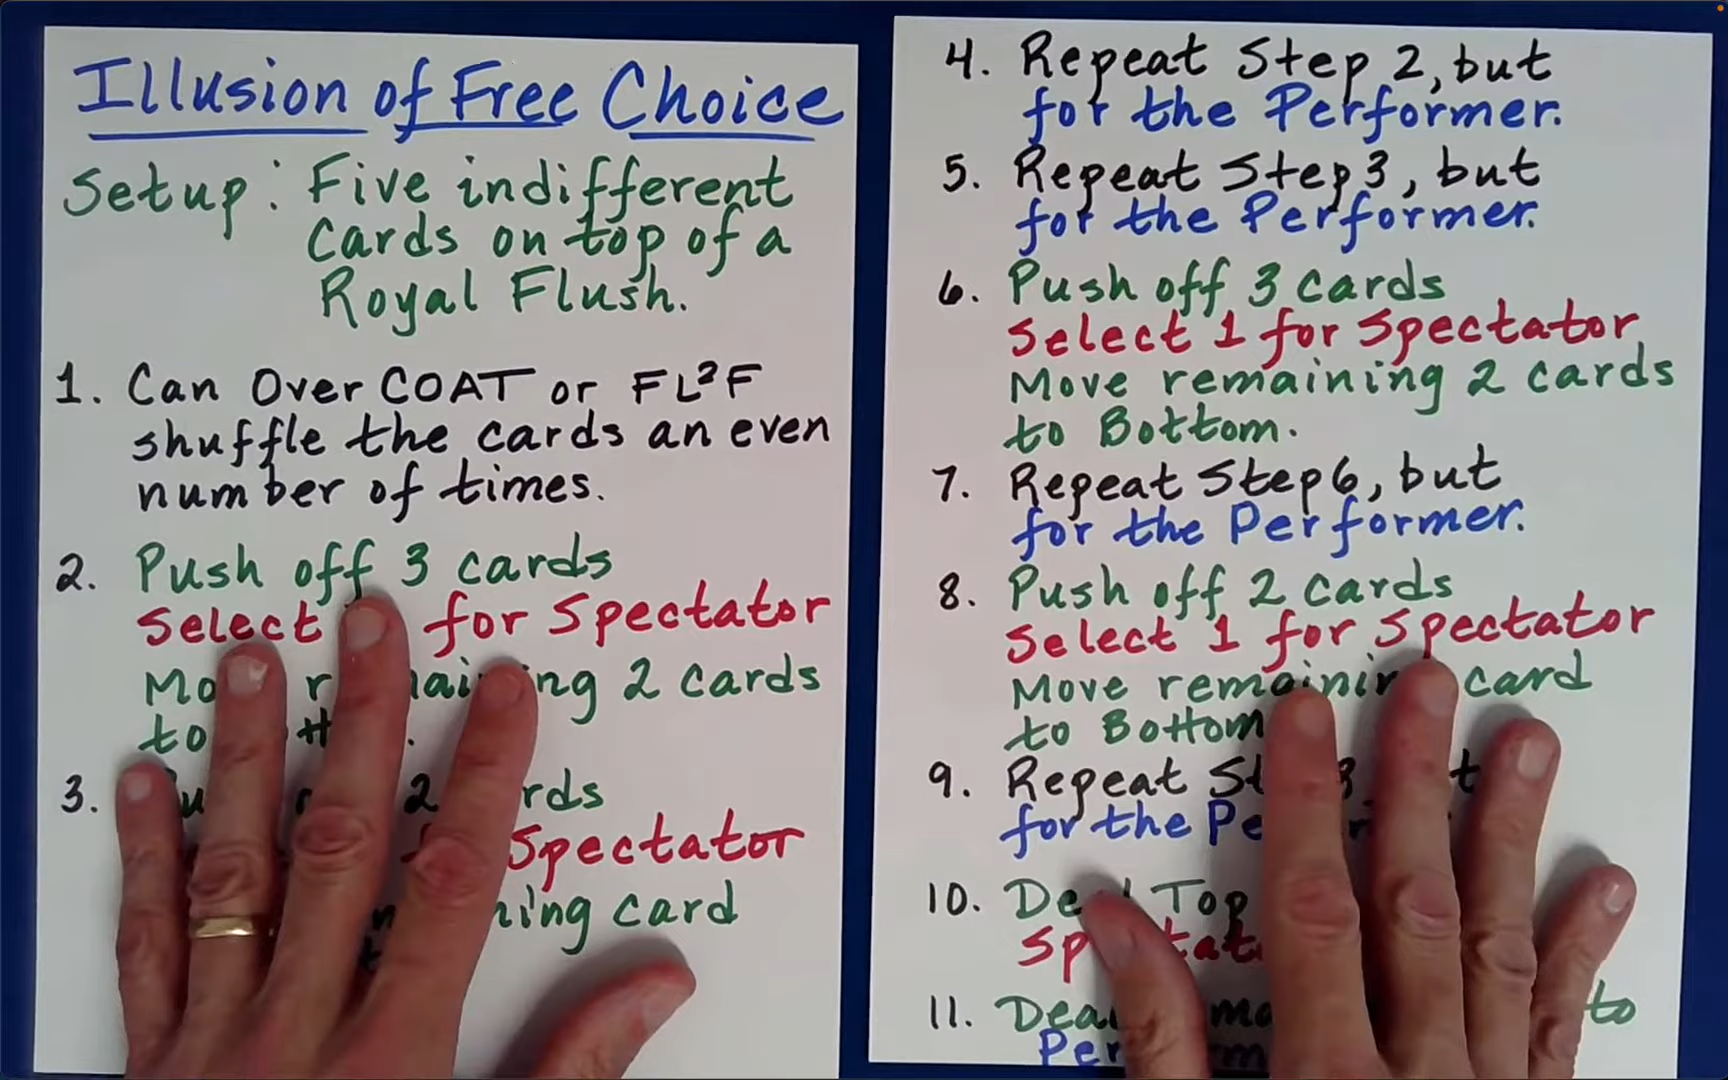 Illusion of Free Choice
Setup: Five indifferent
cards on top of a
Royal Flush.
1. Can Over COAT or FL²F
shuffle the cards an even
number of times.
2. Push off 3 cards
Select for Spectator
2 cards
to
3. 2
Spectator
card
4. Repeat Step 2, but
for the Performer.
5. Repeat Step 3, but
for the Performer.
6. Push off 3 cards
Select 1 for Spectator
Move remaining 2 cards
to Bottom.
7. Repeat Step 6, but
for the Performer.
8. Push off 2 cards
Select 1 for Spectator
Move remaining card
to Bottom
9. Repeat
for the
10. Top
11. Deal to